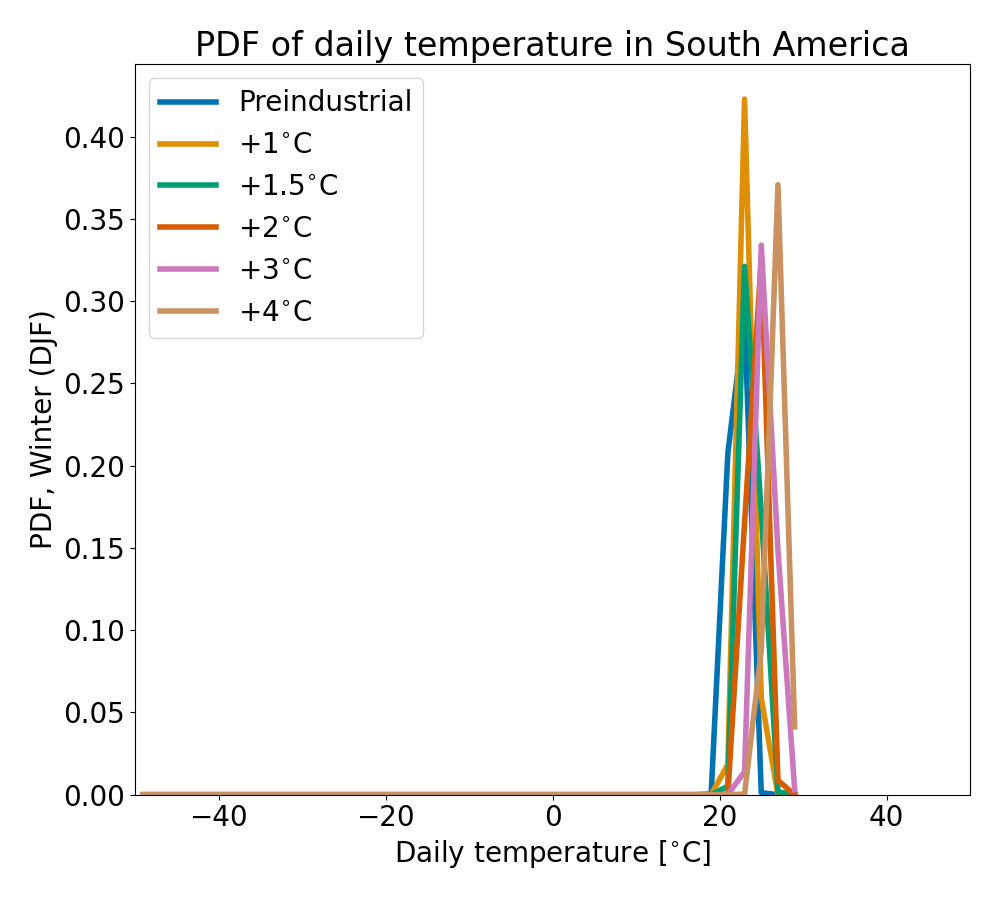 PDF of daily temperature in South America
Preindustrial
+1°C
+1.5°C
+2°C
+3°C
+4°C
PDF, Winter (DJF)
0.40
0.35
0.30
0.25
0.20
0.15
0.10
0.05
0.00
−40
−20
0
20
40
Daily temperature [°C]